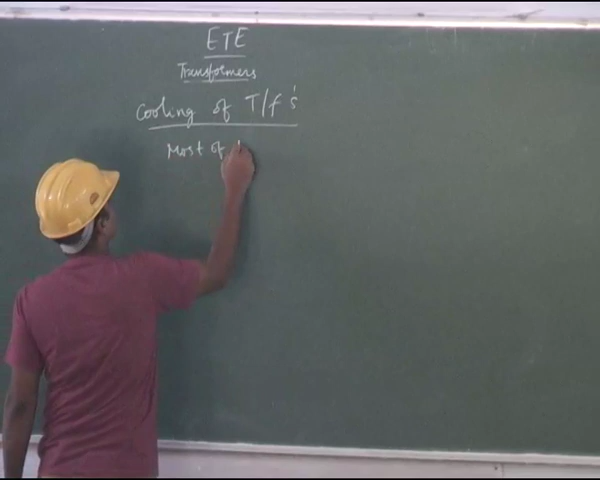 ETE
Transformers
Cooling of T/f's
Most of